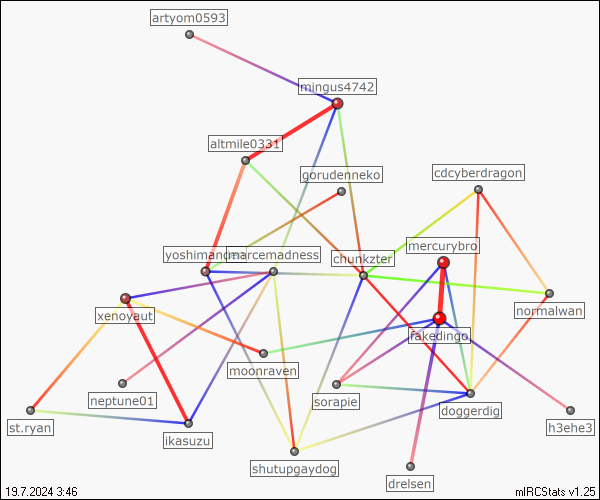 artyom0593
mingus4742
altmile0331
gorudenneko
cdcyberdragon
mercurybro
marcemadness
chunkzter
normalwan
xenoyaut
fakedingo
moonraven
neptune01
sorapie
doggerdig
st.ryan
ikasuzu
h3ehe3
shutupgaydog
drelsen
19.7.2024 3:46
mIRCStats v1.25